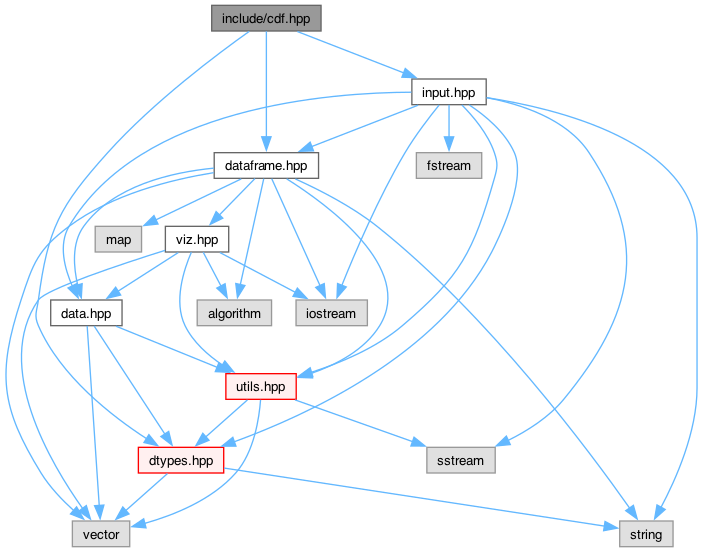 include/cdf.hpp
input.hpp
dataframe.hpp
fstream
map
viz.hpp
data.hpp
algorithm
iostream
utils.hpp
dtypes.hpp
sstream
vector
string